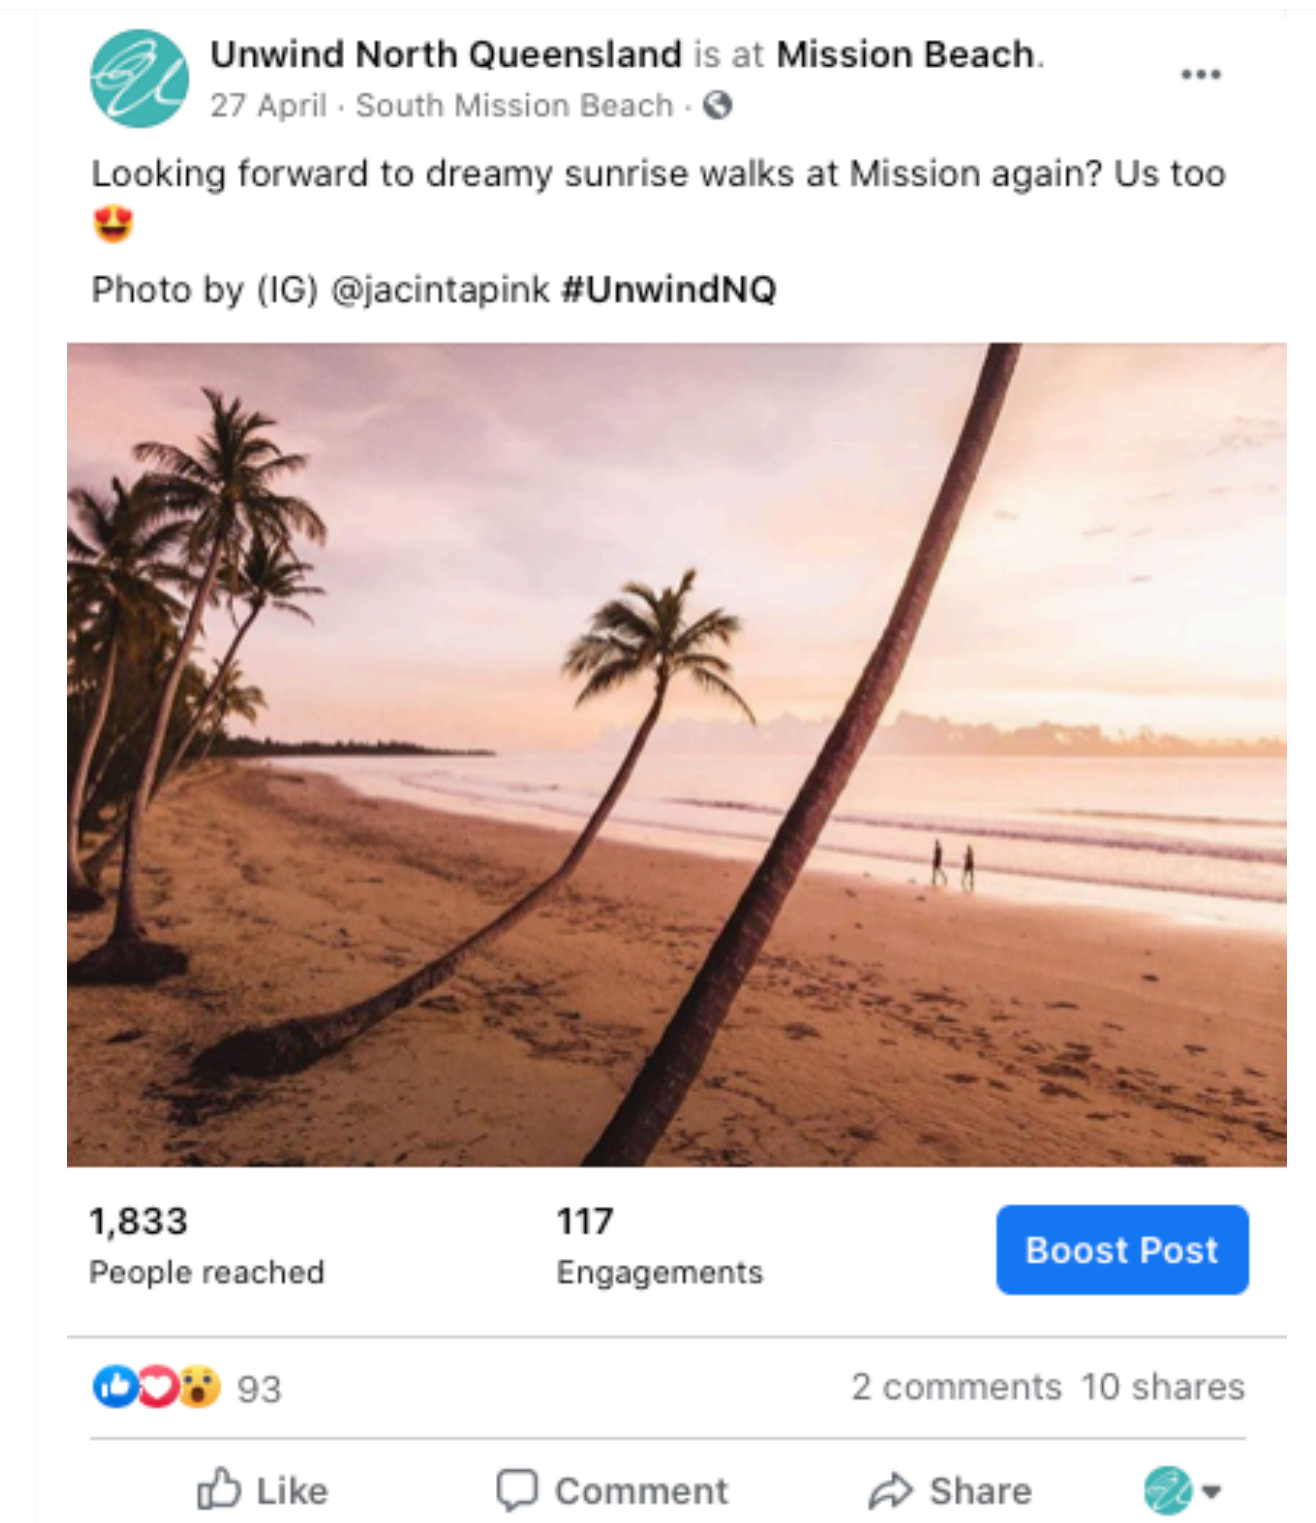 Unwind North Queensland is at Mission Beach.
27 April · South Mission Beach ·
Looking forward to dreamy sunrise walks at Mission again? Us too
😍
Photo by (IG) @jacintapink #UnwindNQ
1,833
People reached
117
Engagements
Boost Post
93
2 comments 10 shares
Like
Comment
Share